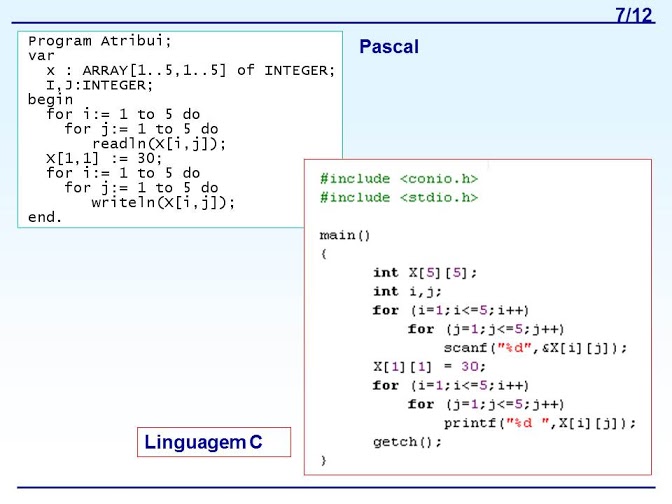 7/12
Program Atribui;
var
x : ARRAY[1..5,1..5] of INTEGER;
I,J:INTEGER;
begin
for i:= 1 to 5 do
for j:= 1 to 5 do
readln(X[i,j]);
X[1,1] := 30;
for i:= 1 to 5 do
for j:= 1 to 5 do
writeln(X[i,j]);
end.
Pascal
#include <conio.h>
#include <stdio.h>
main()
{
int X[5][5];
int i,j;
for (i=1;i<=5;i++)
for (j=1;j<=5;j++)
scanf("%d",&X[i][j]);
X[1][1] = 30;
for (i=1;i<=5;i++)
for (j=1;j<=5;j++)
printf("%d ",X[i][j]);
getch();
}
Linguagem C